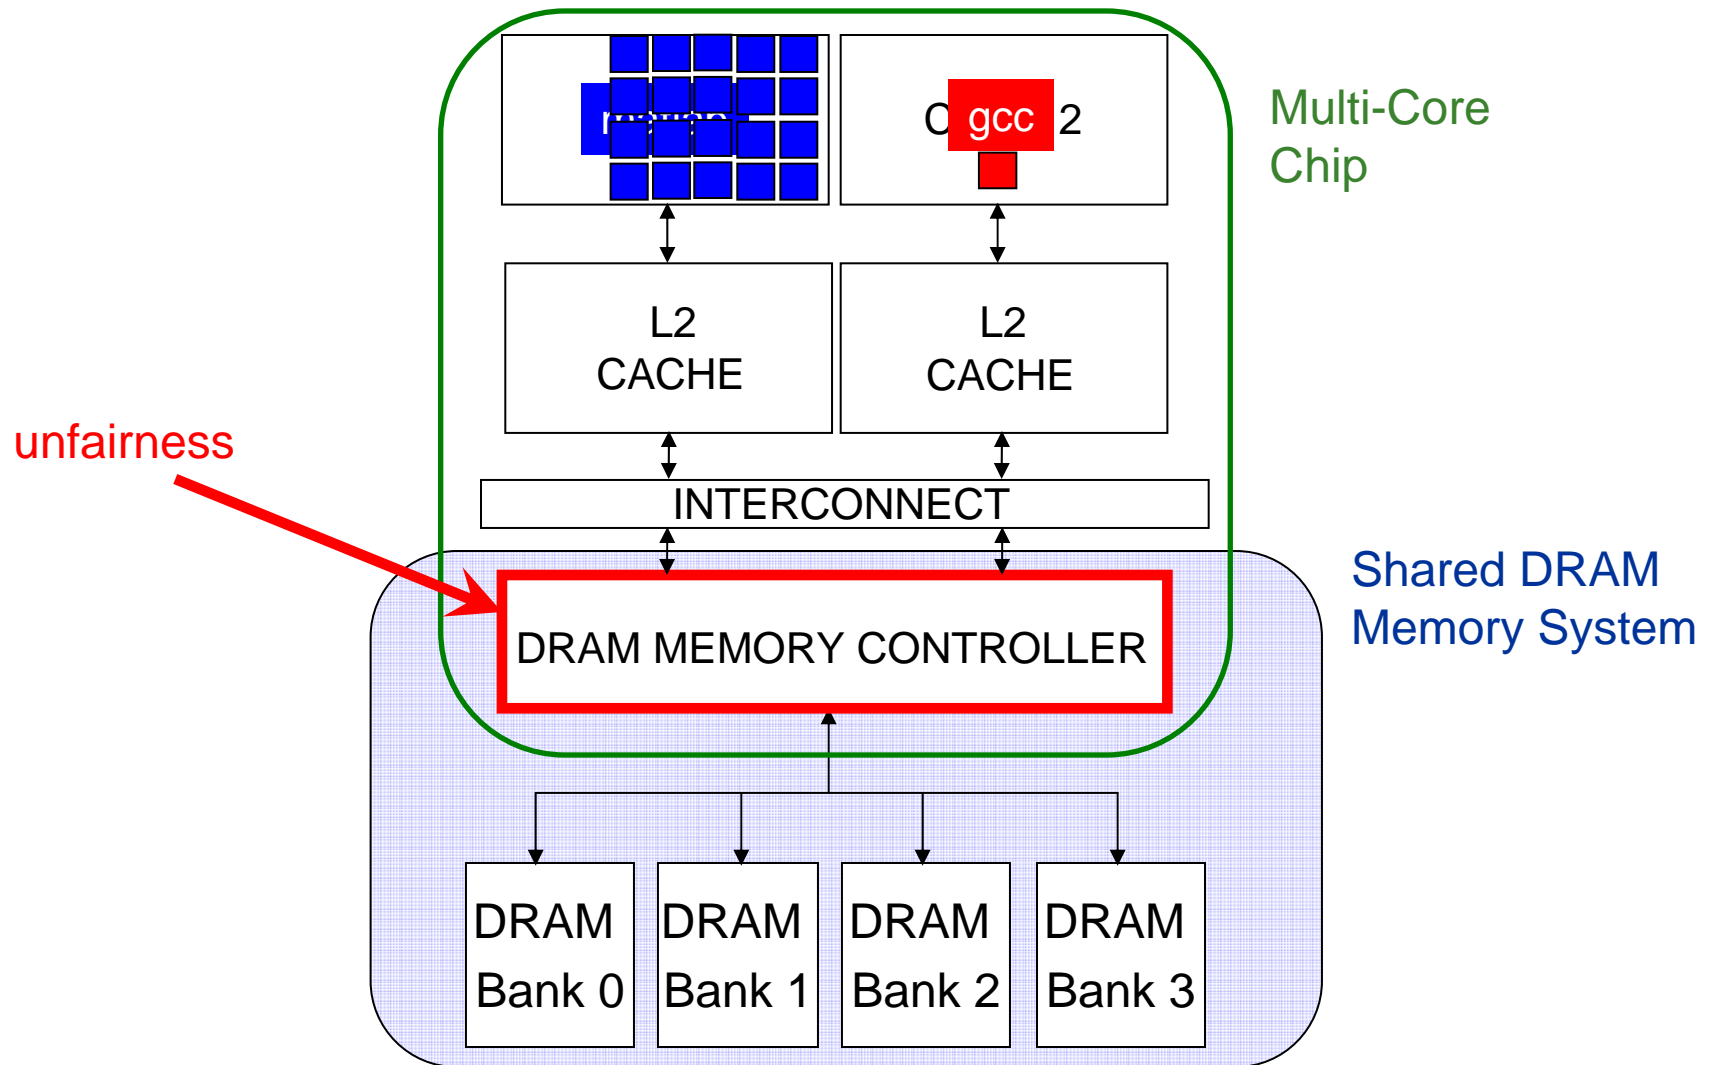 gcc
2
Multi-Core
Chip
L2
CACHE
L2
CACHE
unfairness
INTERCONNECT
Shared DRAM
Memory System
DRAM MEMORY CONTROLLER
DRAM
Bank 0
DRAM
Bank 1
DRAM
Bank 2
DRAM
Bank 3